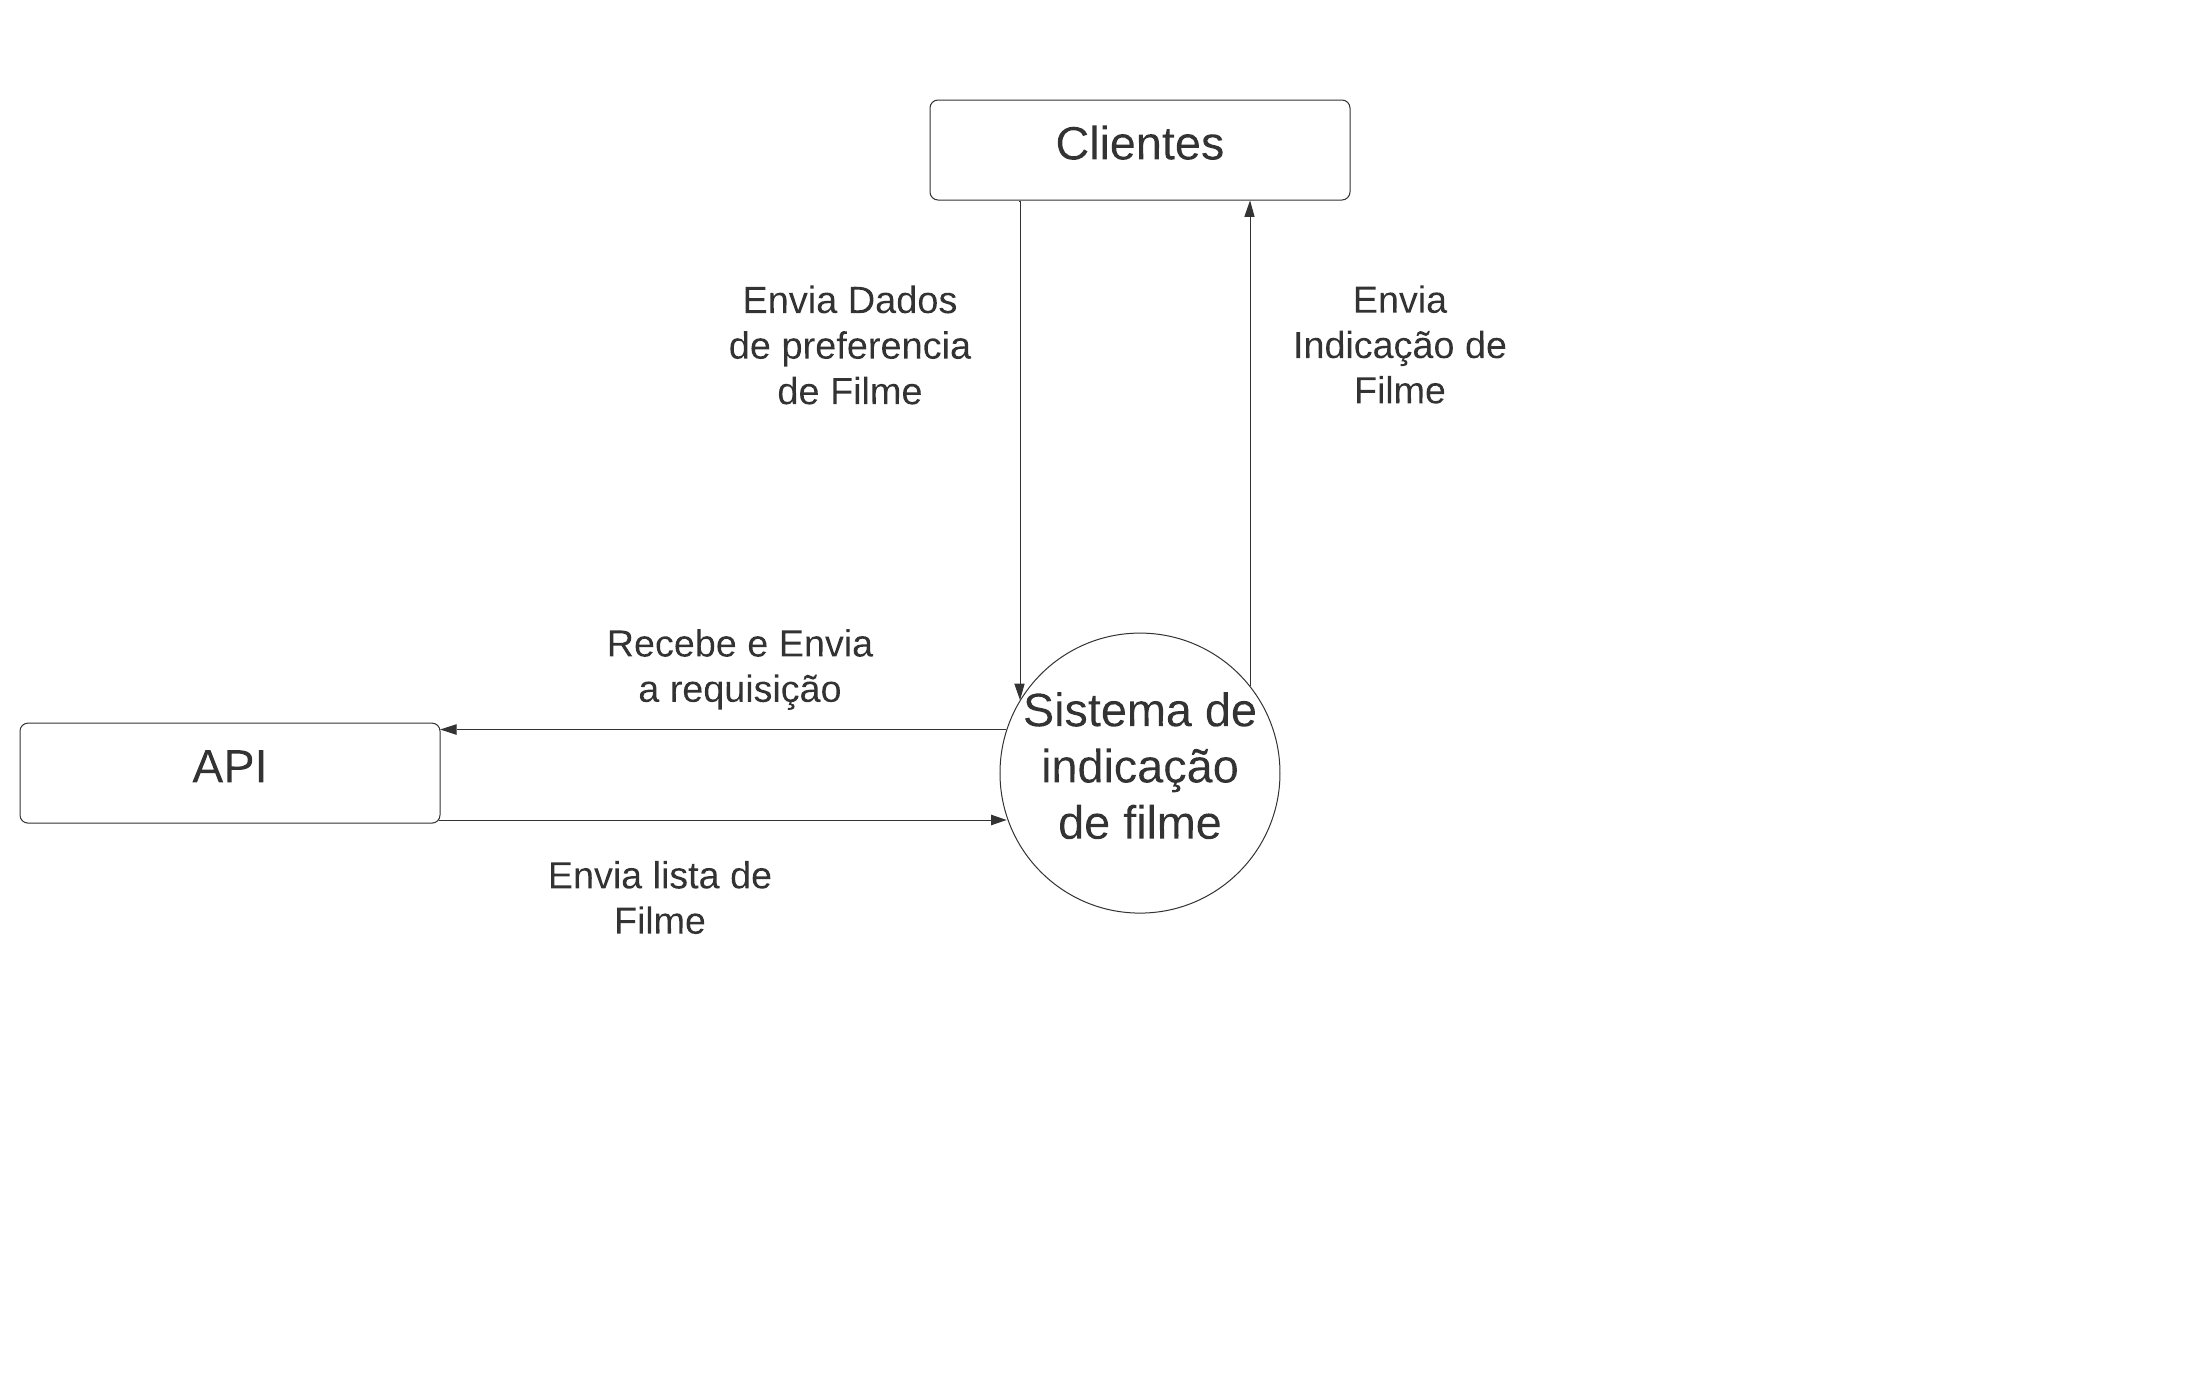 Clientes
Envia Dados
de preferencia
de Filme
Envia
Indicação de
Filme
Recebe e Envia
a requisição
API
Sistema de
indicação
de filme
Envia lista de
Filme